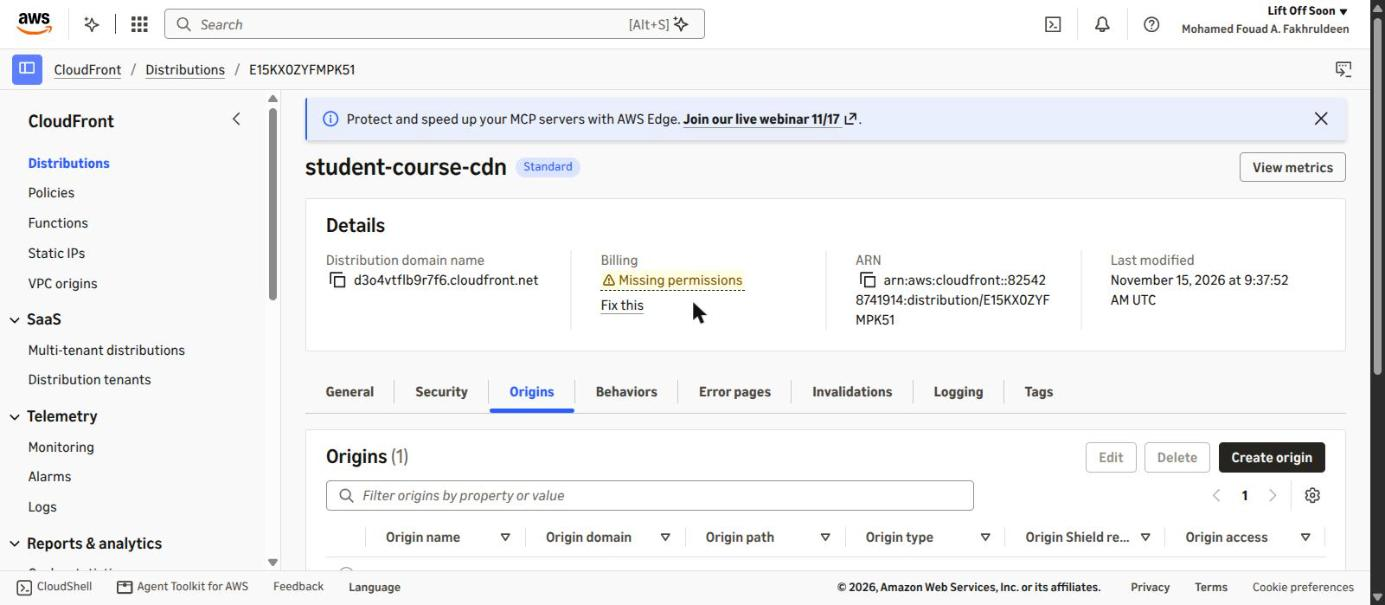 aws
Search [Alt+S]
Lift Off Soon
Mohamed Fouad A. Fakhruldeen
CloudFront / Distributions / E15KX0ZYFMPK51
CloudFront
Distributions
Policies
Functions
Static IPs
VPC origins
SaaS
Multi-tenant distributions
Distribution tenants
Telemetry
Monitoring
Alarms
Logs
Reports & analytics
Protect and speed up your MCP servers with AWS Edge. Join our live webinar 11/17 .
student-course-cdn Standard
View metrics
Details
Distribution domain name
d3o4vtflb9r7f6.cloudfront.net
Billing
Missing permissions
Fix this
ARN
arn:aws:cloudfront::82542
8741914:distribution/E15KX0ZYF
MPK51
Last modified
November 15, 2026 at 9:37:52
AM UTC
General Security Origins Behaviors Error pages Invalidations Logging Tags
Origins (1)
Edit Delete Create origin
Filter origins by property or value
1
Origin name Origin domain Origin path Origin type Origin Shield re... Origin access
CloudShell Agent Toolkit for AWS Feedback Language © 2026, Amazon Web Services, Inc. or its affiliates. Privacy Terms Cookie preferences